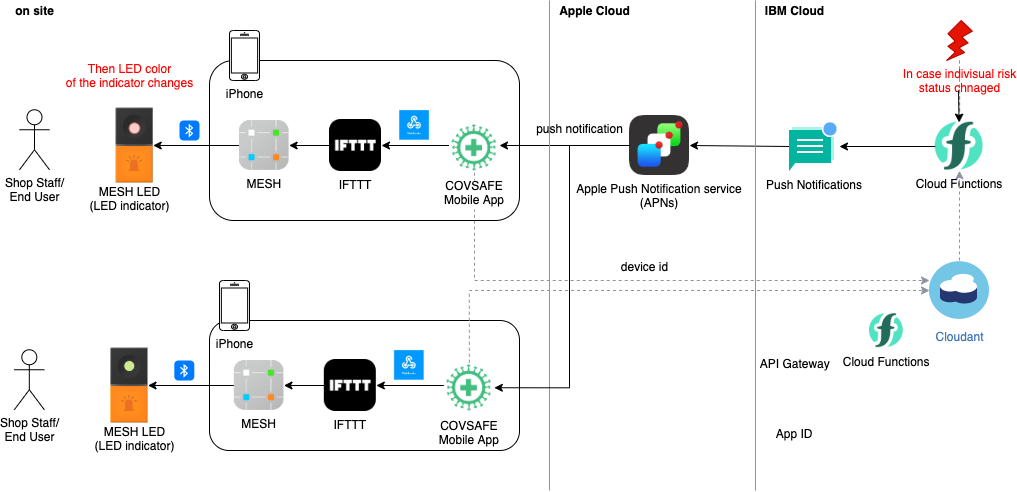 on site
Apple Cloud
IBM Cloud
Then LED color
of the indicator changes
iPhone
In case indivisual risk
status chnaged
push notification
IFTTT
Shop Staff/
End User
MESH LED
(LED indicator)
MESH
IFTTT
COVSAFE
Mobile App
Apple Push Notification service
(APNs)
Push Notifications
Cloud Functions
device id
iPhone
Cloudant
API Gateway
Cloud Functions
IFTTT
Shop Staff/
End User
MESH LED
(LED indicator)
MESH
IFTTT
COVSAFE
Mobile App
App ID